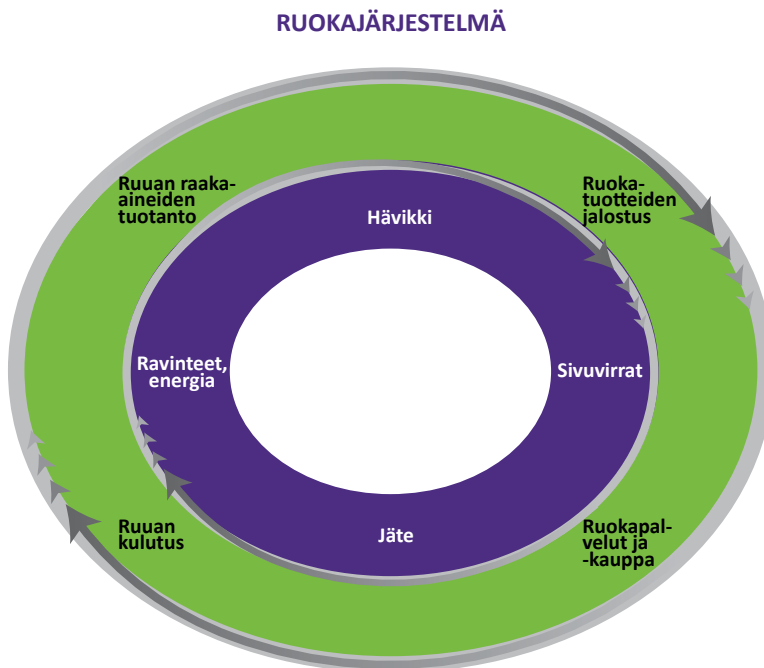 RUOKAJÄRJESTELMÄ
Ruuan raaka-
aineiden
tuotanto
Ruoka-
tuotteiden
jalostus
Hävikki
Ravinteet,
energia
Sivuvirrat
Ruuan
kulutus
Jäte
Ruokapal-
velut ja
-kauppa